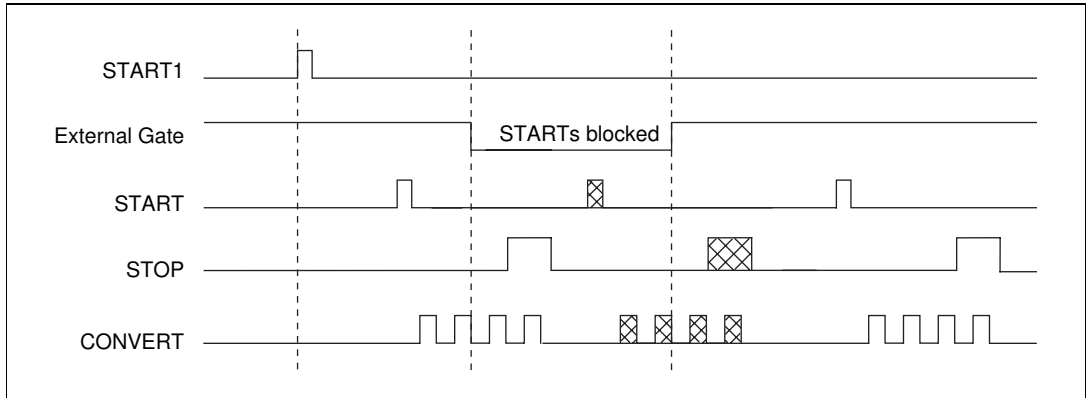 START1
External Gate
STARTs blocked
START
STOP
CONVERT